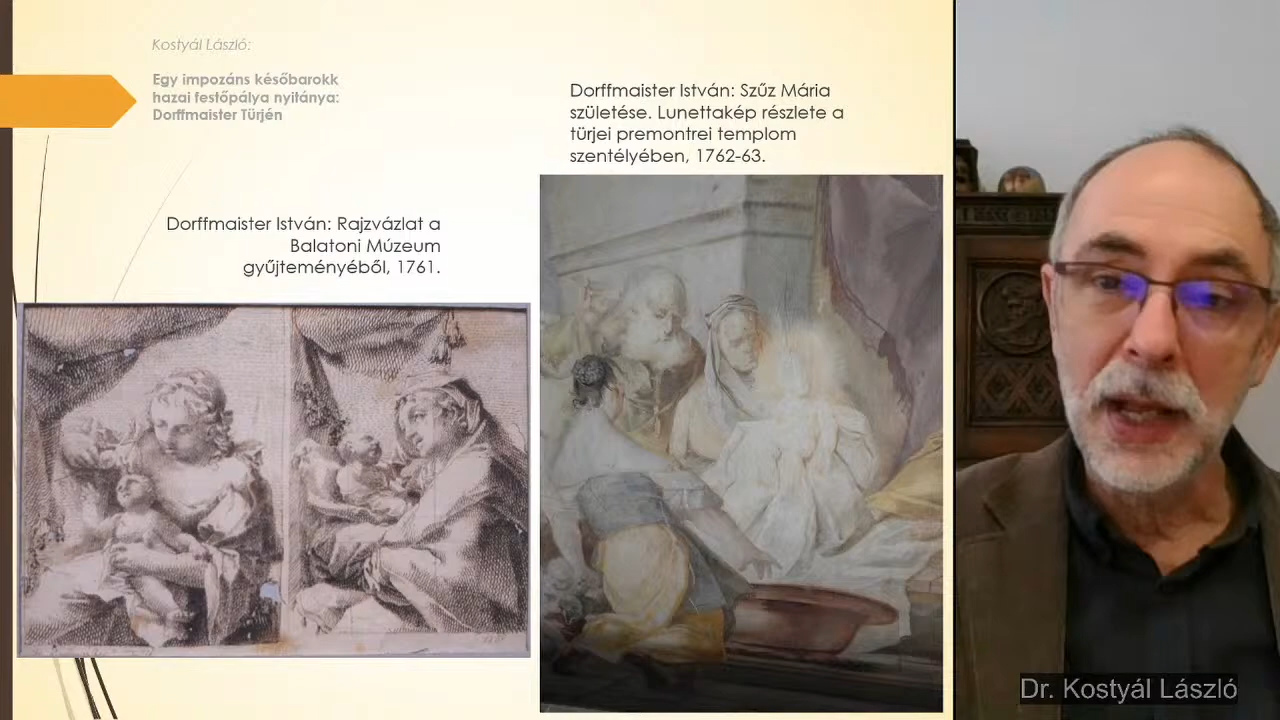 Kostyál László:
Egy impozáns későbarokk
hazai festőpálya nyitánya:
Dorffmaister Türjén
Dorffmaister István: Szűz Mária
születése. Lunettakép részlete a
türjei premontrei templom
szentélyében, 1762-63.
Dorffmaister István: Rajzvázlat a
Balatoni Múzeum
gyűjteményéből, 1761.
Dr. Kostyál László